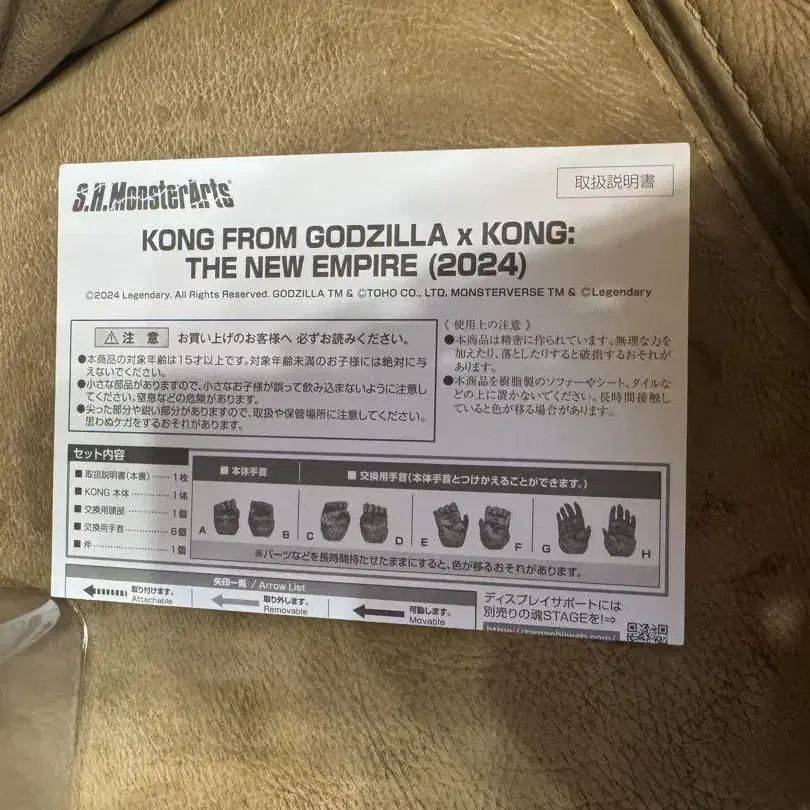 S.H.MonsterArts
取扱説明書
KONG FROM GODZILLA x KONG:
THE NEW EMPIRE (2024)
©2024 Legendary. All Rights Reserved. GODZILLA TM & ©TOHO CO., LTD. MONSTERVERSE TM & ©Legendary
⚠注 意 お買い上げのお客様へ 必ずお読みください。
●本商品の対象年齢は15才以上です。対象年齢未満のお子様には絶対に与
えないでください。
●小さな部品がありますので、小さなお子様が誤って飲み込まないように注意し
てください。窒息などの危険があります。
●尖った部分や鋭い部分がありますので、取扱や保管場所に注意してください。
思わぬケガをするおそれがあります。
《 使用上の注意 》
●本商品は精密に作られています。無理な力を
加えたり、落としたりすると破損するおそれが
あります。
●本商品を樹脂製のソファーやシート、タイルな
どの上に置かないでください。長時間接触し
ていると色が移る場合があります。
セット内容
■取扱説明書(本書)……1枚
■KONG 本体……1体
■交換用頭部……1個
■交換用手首……6個
■斧……1個
■本体手首
■交換用手首(本体手首とつけかえることができます。)
A B C D E F G H
※パーツなどを長時間持たせたままにすると、色が移るおそれがあります。
矢印一覧 / Arrow List
取り付けます。
Attachable
取り外します。
Removable
可動します。
Movable
ディスプレイサポートには
別売りの魂STAGEを!⇒
https://tamashiiweb.com/